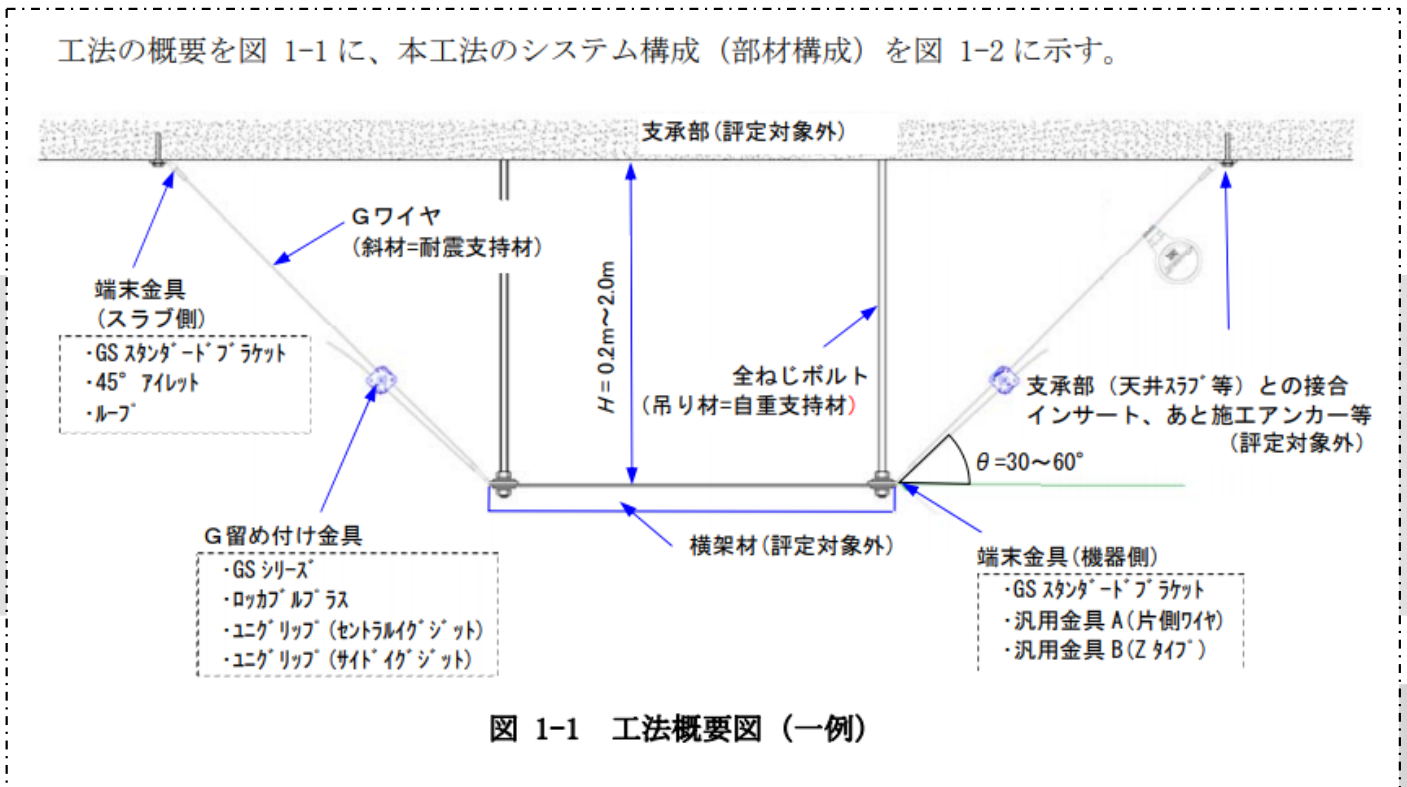 工法の概要を図 1-1 に、本工法のシステム構成（部材構成）を図 1-2 に示す。
支承部(評定対象外)
Gワイヤ
(斜材=耐震支持材)
端末金具
(スラブ側)
・GS ｽﾀﾝﾀﾞｰﾄﾞﾌﾞﾗｹｯﾄ
・45° ｱｲﾚｯﾄ
・ﾙｰﾌﾟ
H = 0.2m～2.0m
全ねじボルト
(吊り材=自重支持材)
支承部（天井ｽﾗﾌﾞ等）との接合
インサート、あと施工アンカー等
(評定対象外)
θ=30～60°
G留め付け金具
・GS ｼﾘｰｽﾞ
・ﾛｯｶﾌﾞﾙﾌﾟﾗｽ
・ﾕﾆｸﾞﾘｯﾌﾟ(ｾﾝﾄﾗﾙｲｸﾞｼﾞｯﾄ)
・ﾕﾆｸﾞﾘｯﾌﾟ(ｻｲﾄﾞｲｸﾞｼﾞｯﾄ)
横架材(評定対象外)
端末金具(機器側)
・GS ｽﾀﾝﾀﾞｰﾄﾞﾌﾞﾗｹｯﾄ
・汎用金具 A(片側ﾜｲﾔ)
・汎用金具 B(Z ﾀｲﾌﾟ)
図 1-1　工法概要図（一例）